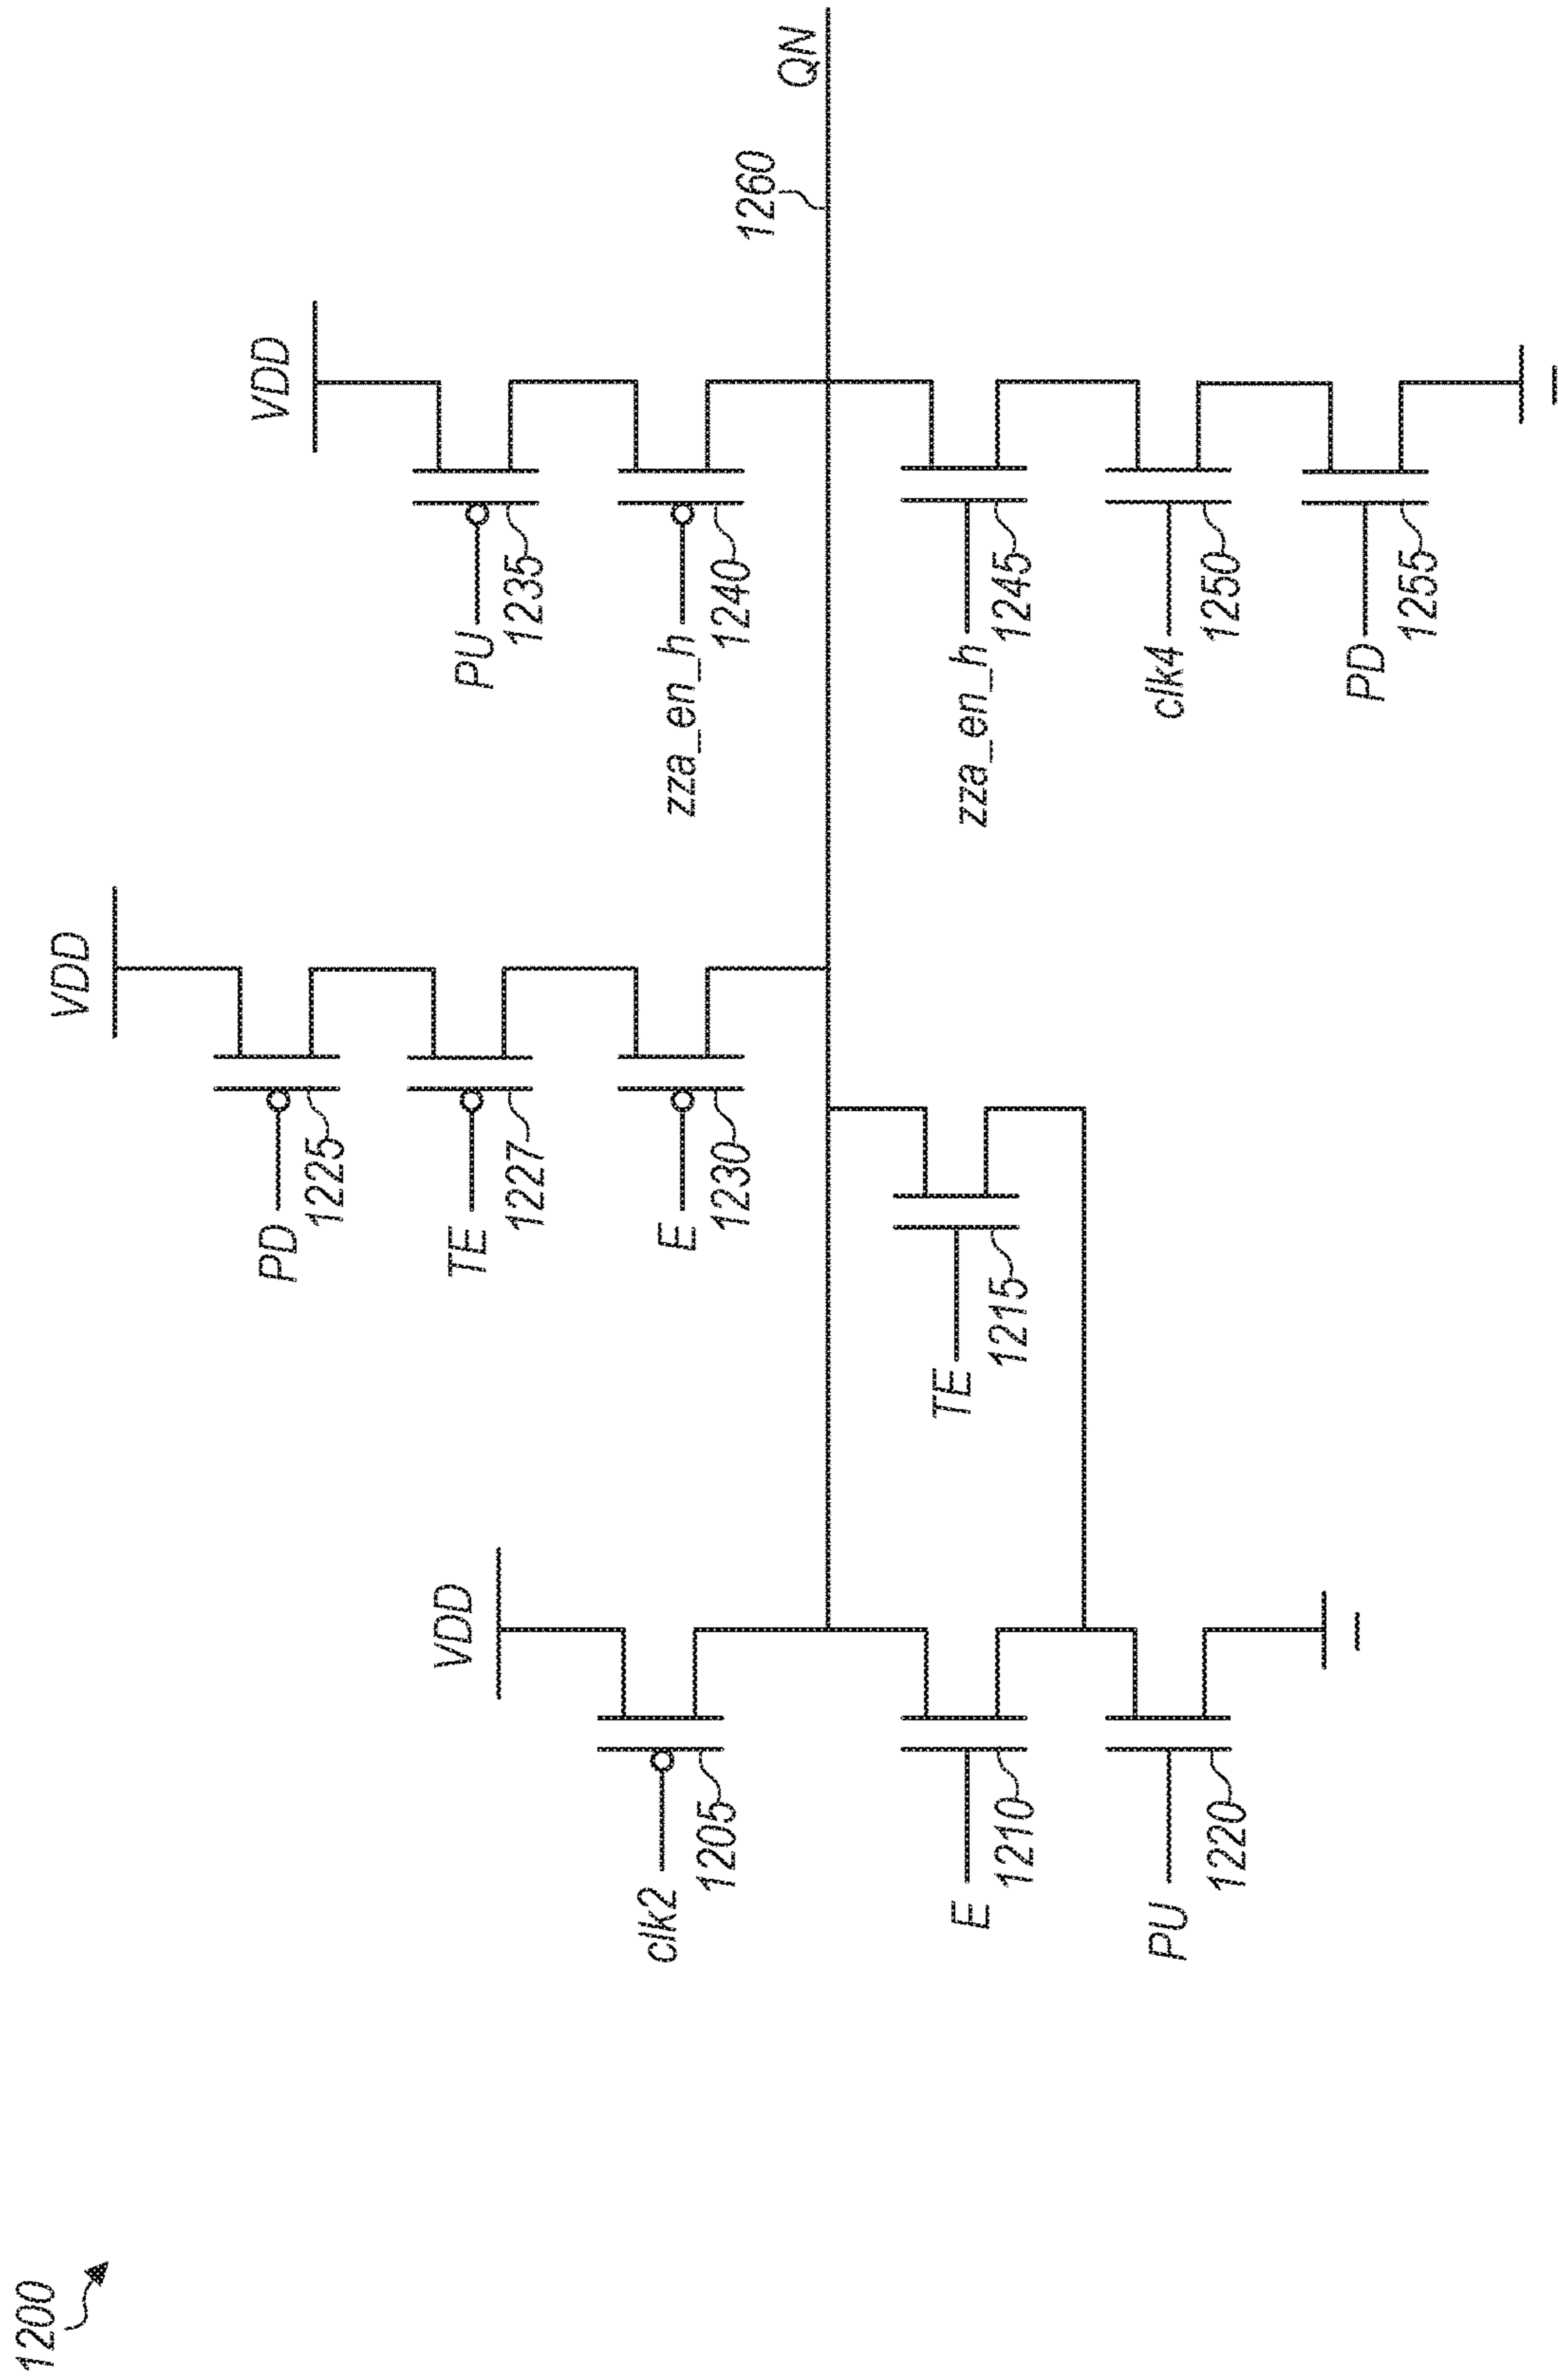 1200
VDD
clk2
1205
E
1210
PU
1220
VDD
PD
1225
TE
1227
E
1230
TE
1215
VDD
PU
1235
zza_en_h
1240
zza_en_h
1245
clk4
1250
PD
1255
1260
QN